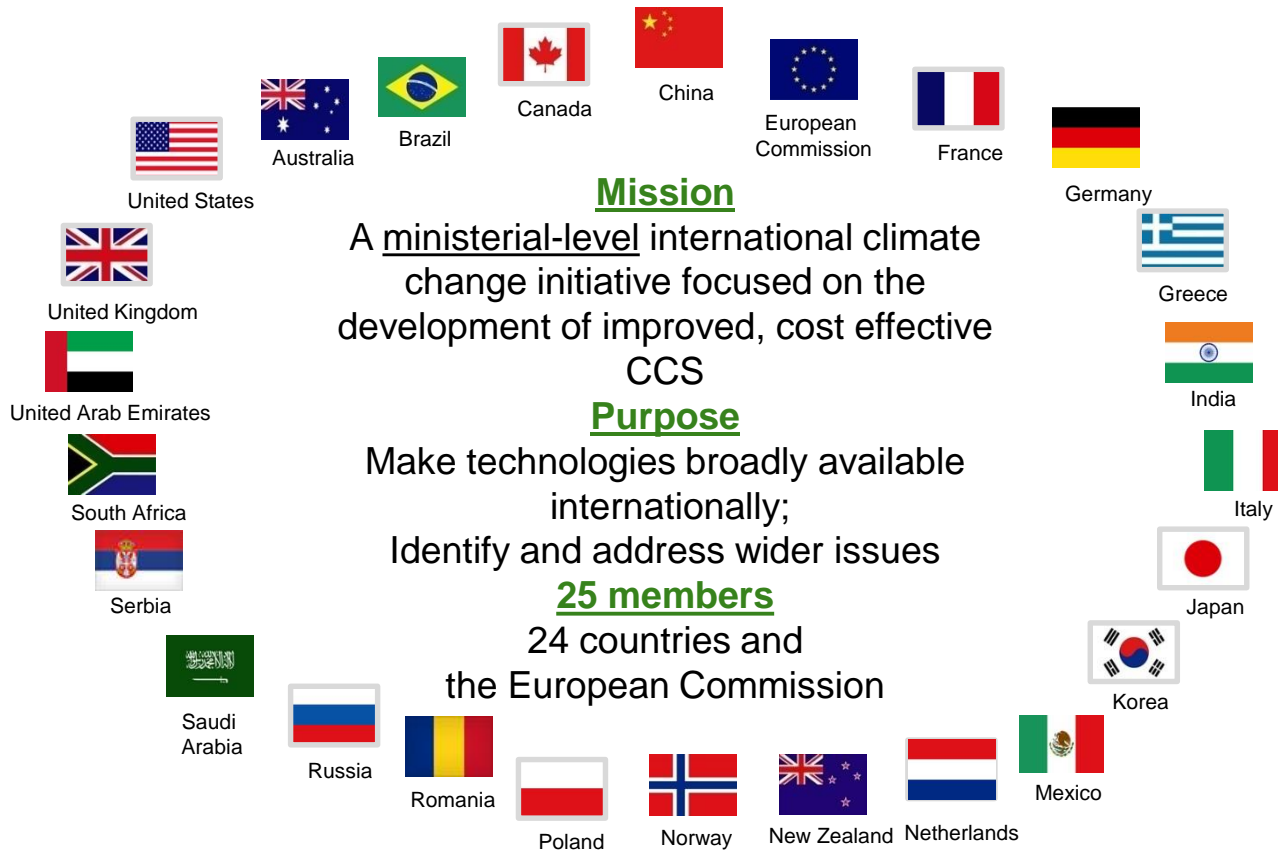 Canada
China
European
Commission
France
Germany
Greece
India
Italy
Japan
Korea
Mexico
Netherlands
New Zealand
Norway
Poland
Romania
Russia
Saudi
Arabia
Serbia
South Africa
United Arab Emirates
United Kingdom
United States
Australia
Brazil
Mission
A ministerial-level international climate
change initiative focused on the
development of improved, cost effective
CCS
Purpose
Make technologies broadly available
internationally;
Identify and address wider issues
25 members
24 countries and
the European Commission